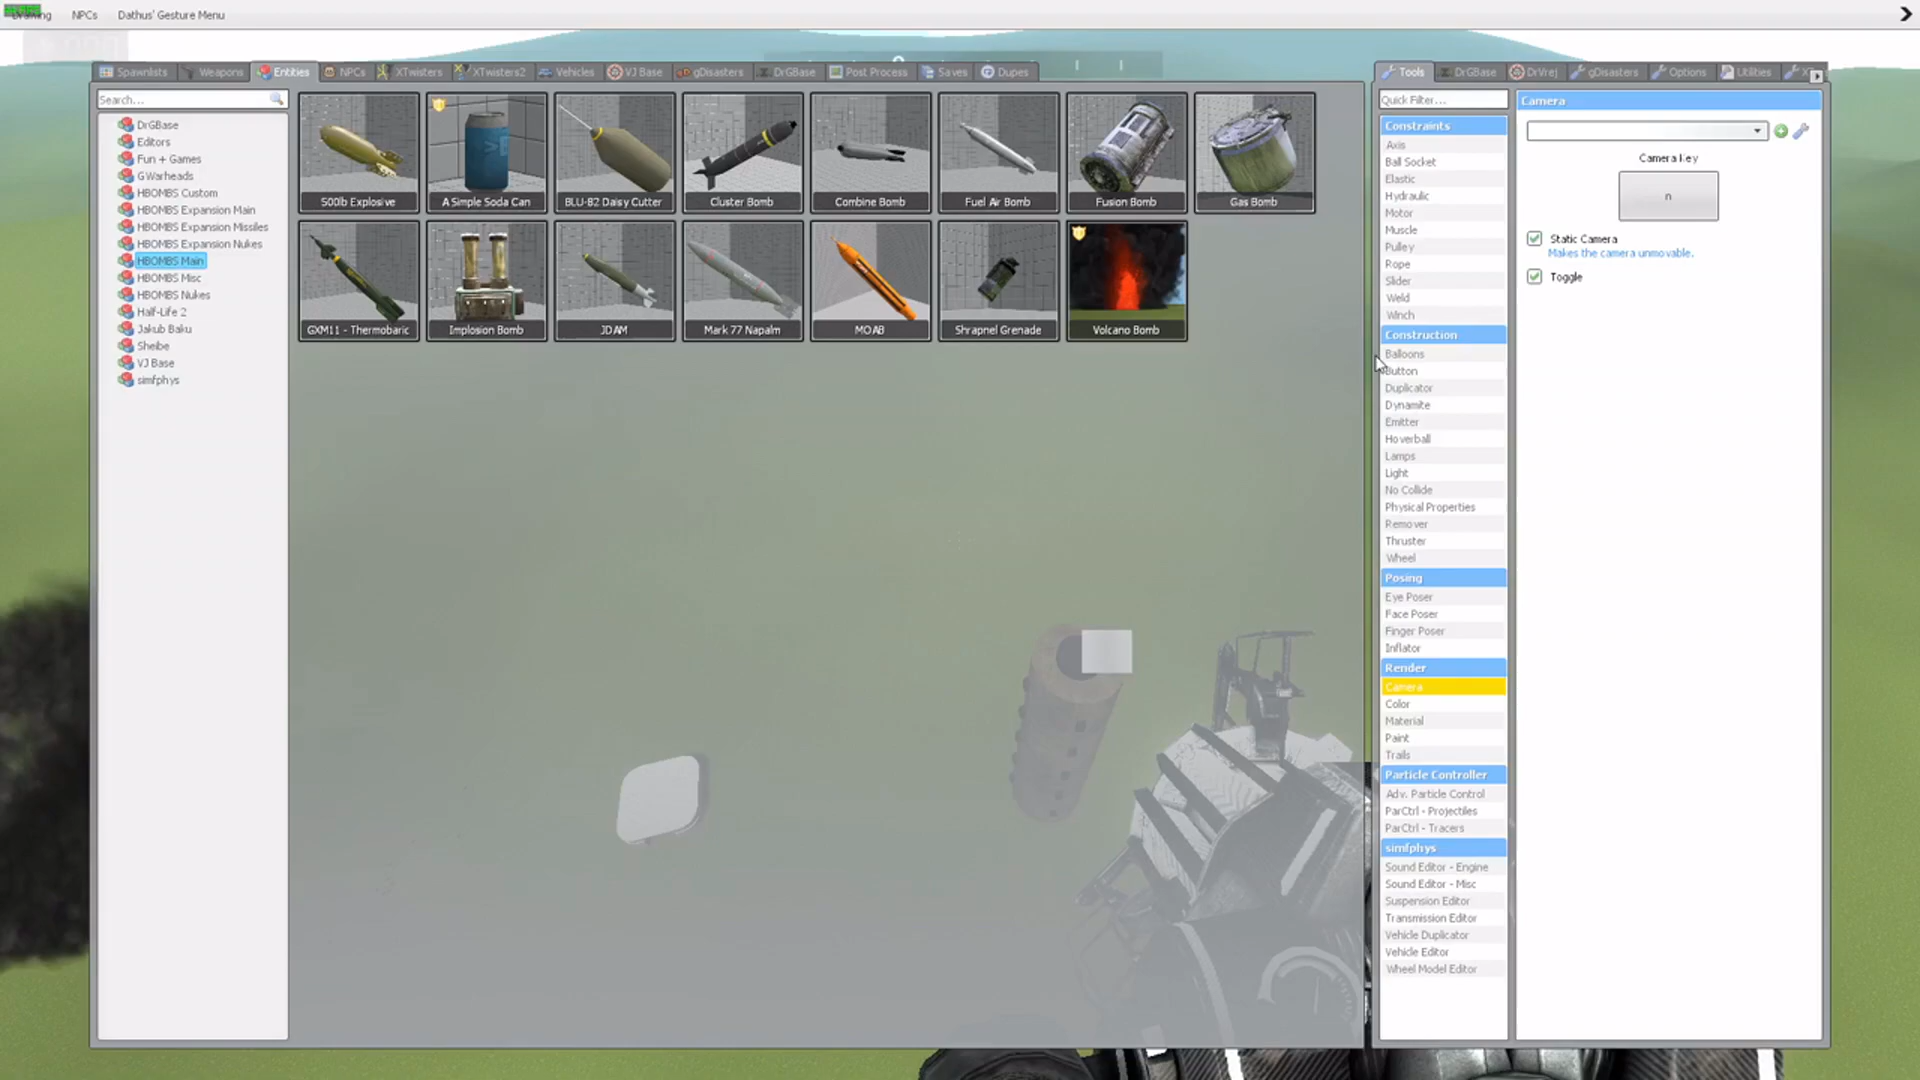 Drawing NPCs Dathus' Gesture Menu
Spawnlists Weapons Entities NPCs XTwisters XTwisters2 Vehicles VJ Base gDisasters DrGBase Post Process Saves Dupes
Search...
DrGBase
Editors
Fun + Games
GWarheads
HBOMBS Custom
HBOMBS Expansion Main
HBOMBS Expansion Missiles
HBOMBS Expansion Nukes
HBOMBS Main
HBOMBS Misc
HBOMBS Nukes
Half-Life 2
Jakub Baku
Sheibe
VJ Base
simfphys
500lb Explosive
A Simple Soda Can
BLU-82 Daisy Cutter
Cluster Bomb
Combine Bomb
Fuel Air Bomb
Fusion Bomb
Gas Bomb
GXM11 - Thermobaric
Implosion Bomb
JDAM
Mark 77 Napalm
MOAB
Shrapnel Grenade
Volcano Bomb
Tools DrGBase DrVrej gDisasters Options Utilities
Quick Filter...
Constraints
Axis
Ball Socket
Elastic
Hydraulic
Motor
Muscle
Pulley
Rope
Slider
Weld
Winch
Construction
Balloons
Button
Duplicator
Dynamite
Emitter
Hoverball
Lamps
Light
No Collide
Physical Properties
Remover
Thruster
Wheel
Posing
Eye Poser
Face Poser
Finger Poser
Inflator
Render
Camera
Color
Material
Paint
Trails
Particle Controller
Adv. Particle Control
ParCtrl - Projectiles
ParCtrl - Tracers
simfphys
Sound Editor - Engine
Sound Editor - Misc
Suspension Editor
Transmission Editor
Vehicle Duplicator
Vehicle Editor
Wheel Model Editor
Camera
Camera Key
n
Static Camera
Makes the camera unmovable.
Toggle